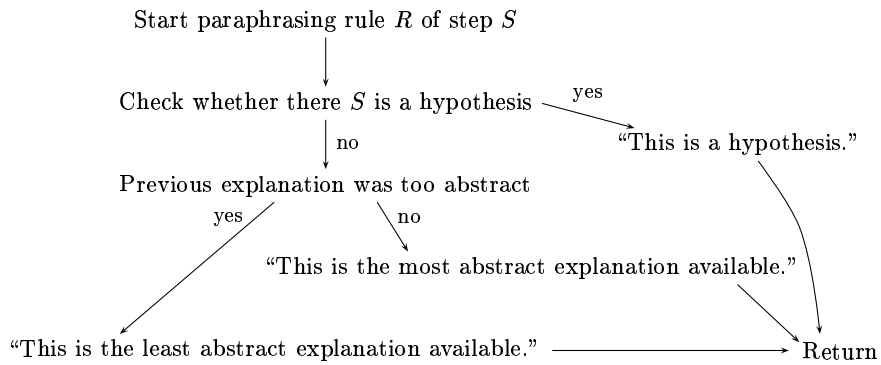 Start paraphrasing rule R of step S
Check whether there S is a hypothesis
yes
“This is a hypothesis.”
no
Previous explanation was too abstract
yes
no
“This is the most abstract explanation available.”
“This is the least abstract explanation available.”
Return